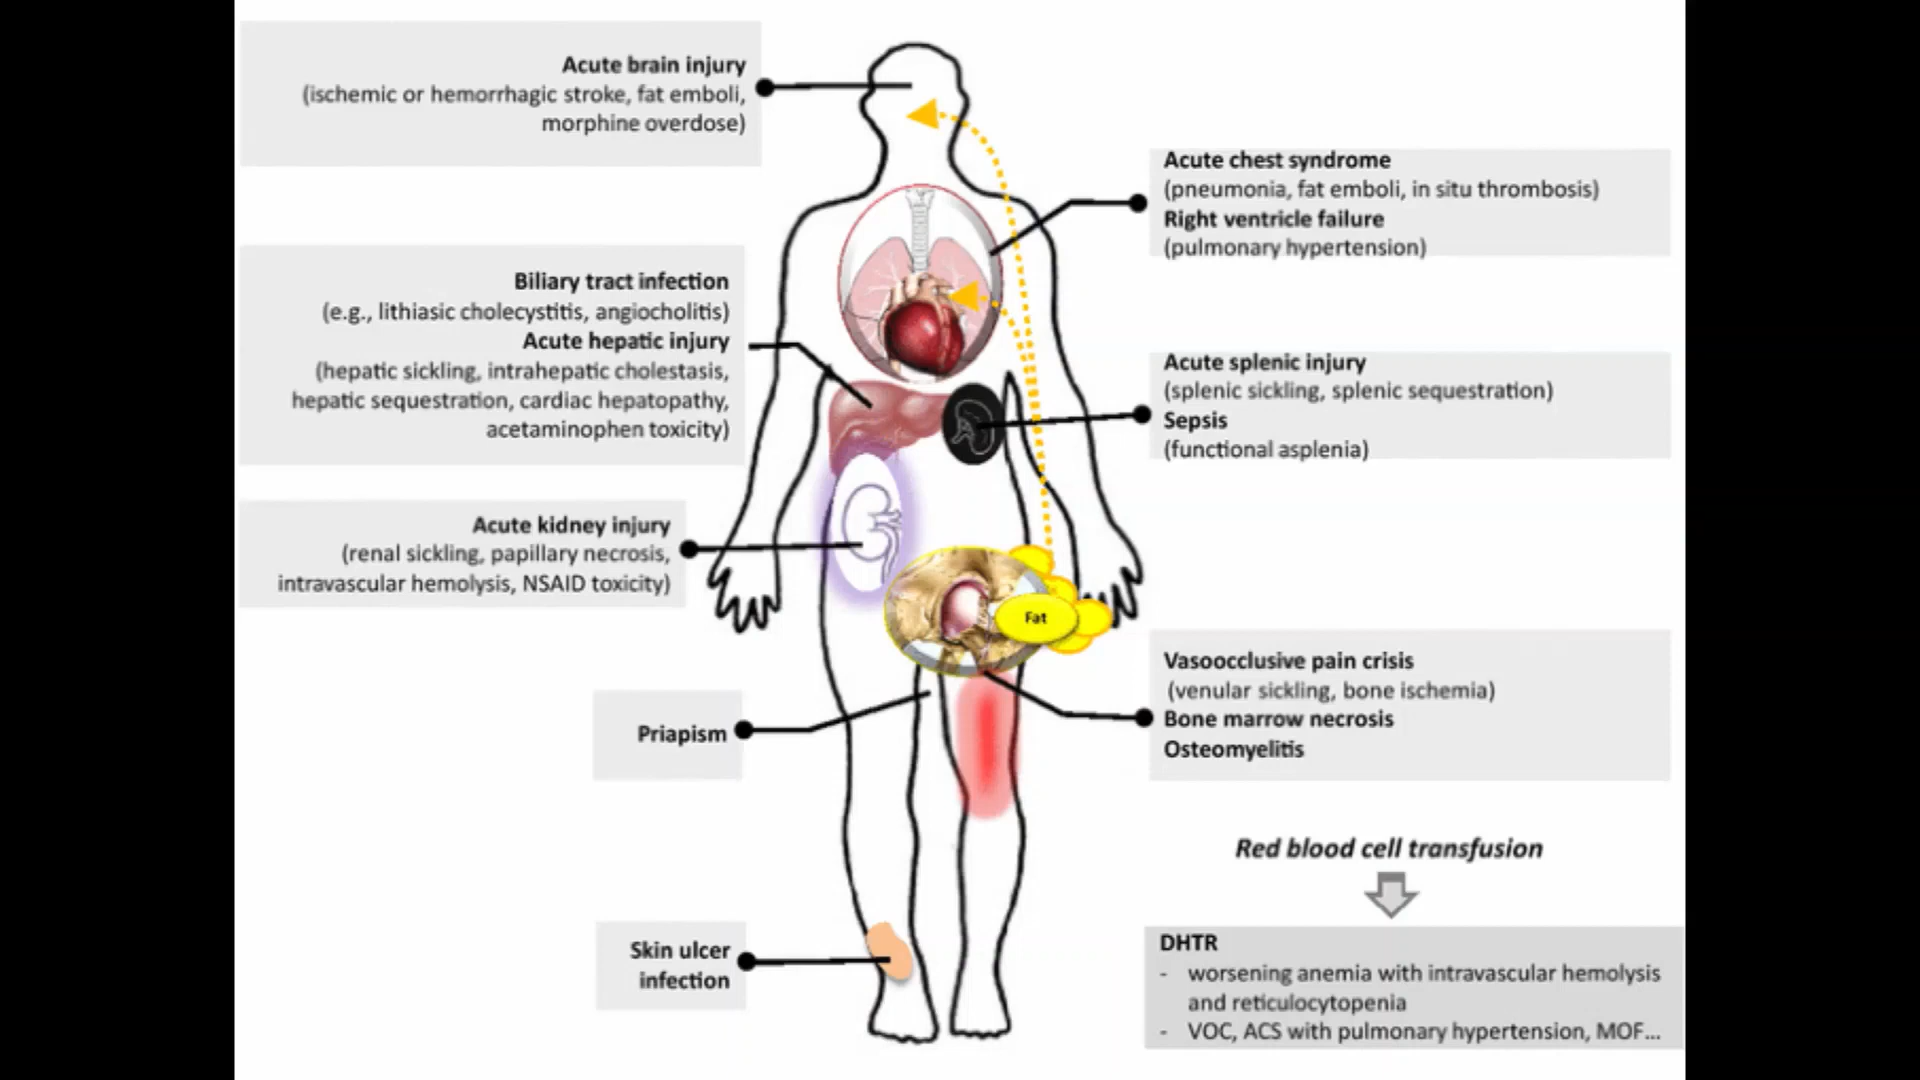 Acute brain injury
(ischemic or hemorrhagic stroke, fat emboli,
morphine overdose)
Acute chest syndrome
(pneumonia, fat emboli, in situ thrombosis)
Right ventricle failure
(pulmonary hypertension)
Biliary tract infection
(e.g., lithiasic cholecystitis, angiocholitis)
Acute hepatic injury
(hepatic sickling, intrahepatic cholestasis,
hepatic sequestration, cardiac hepatopathy,
acetaminophen toxicity)
Acute splenic injury
(splenic sickling, splenic sequestration)
Sepsis
(functional asplenia)
Acute kidney injury
(renal sickling, papillary necrosis,
intravascular hemolysis, NSAID toxicity)
Fat
Vasoocclusive pain crisis
(venular sickling, bone ischemia)
Bone marrow necrosis
Osteomyelitis
Priapism
Skin ulcer
infection
Red blood cell transfusion
DHTR
- worsening anemia with intravascular hemolysis
and reticulocytopenia
- VOC, ACS with pulmonary hypertension, MOF...